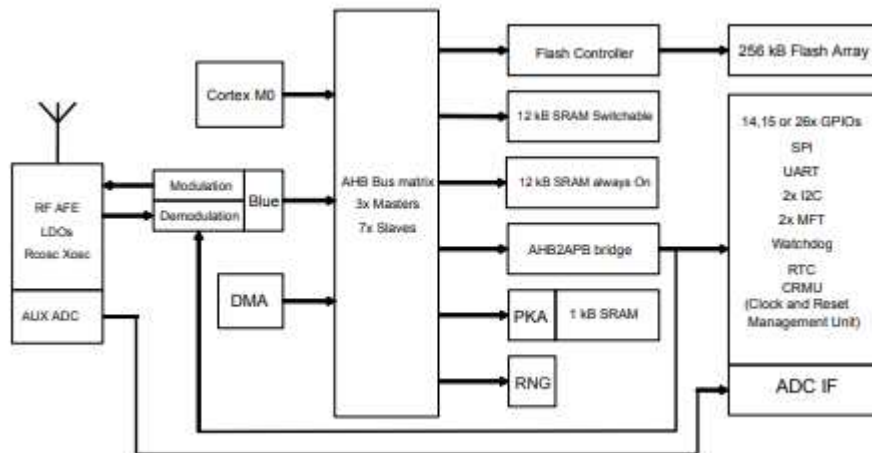 Flash Controller
256 kB Flash Array
Cortex M0
12 kB SRAM Switchable
14,15 or 26x GPIOs
SPI
UART
2x I2C
2x MFT
Watchdog
RTC
CRMU
(Clock and Reset
Management Unit)
Modulation
Demodulation
Blue
AHB Bus matrix
3x Masters
7x Slaves
12 kB SRAM always On
RF AFE
LDOs
Rcosc Xosc
AHB2APB bridge
DMA
AUX ADC
PKA
1 kB SRAM
RNG
ADC IF